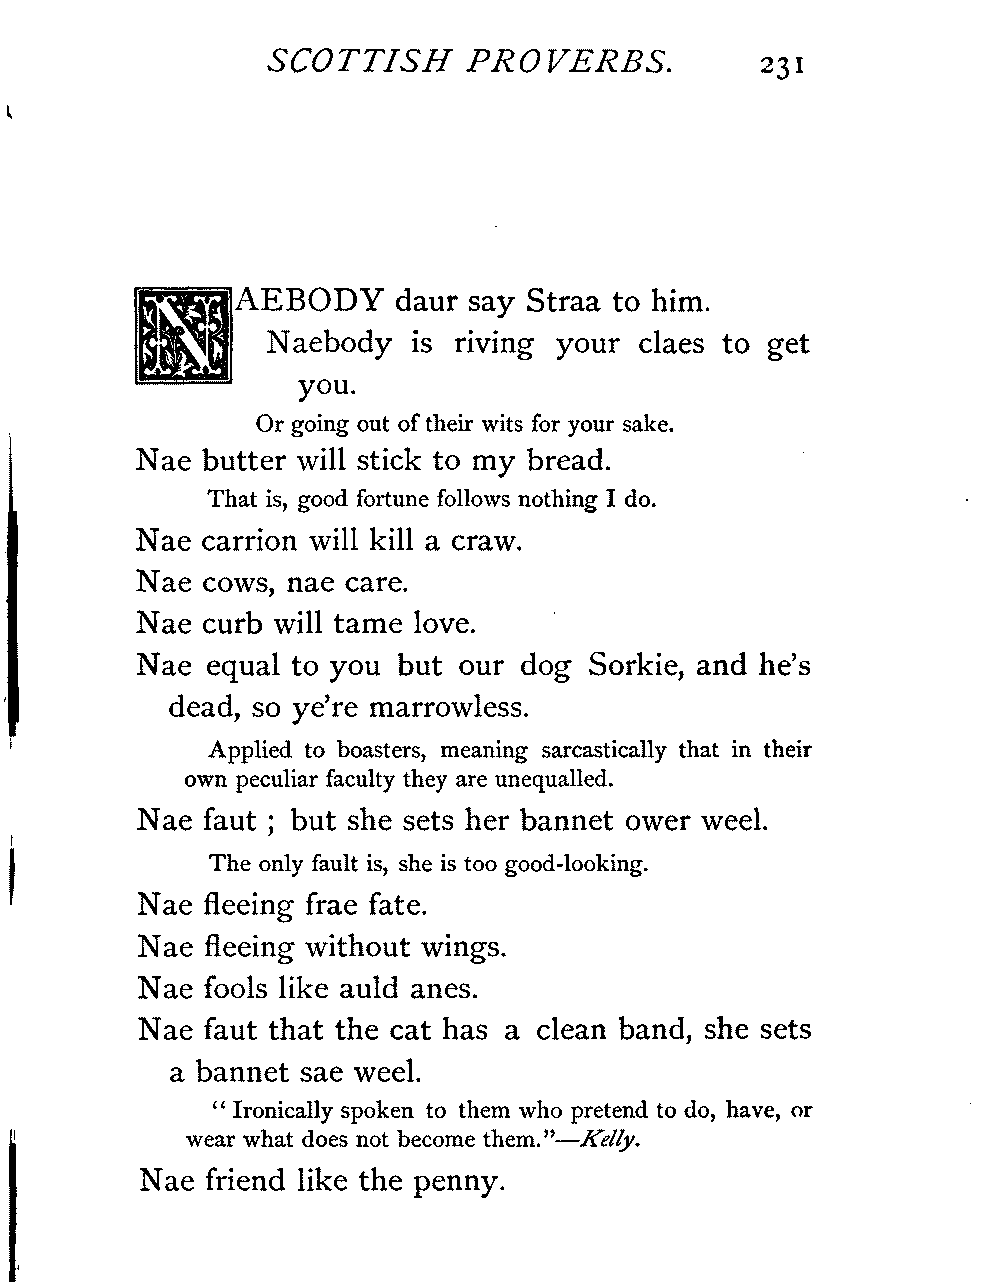 SCOTTISH PROVERBS. 231
NAEBODY daur say Straa to him.
Naebody is riving your claes to get
you.
Or going out of their wits for your sake.
Nae butter will stick to my bread.
That is, good fortune follows nothing I do.
Nae carrion will kill a craw.
Nae cows, nae care.
Nae curb will tame love.
Nae equal to you but our dog Sorkie, and he's
dead, so ye're marrowless.
Applied to boasters, meaning sarcastically that in their
own peculiar faculty they are unequalled.
Nae faut ; but she sets her bannet ower weel.
The only fault is, she is too good-looking.
Nae fleeing frae fate.
Nae fleeing without wings.
Nae fools like auld anes.
Nae faut that the cat has a clean band, she sets
a bannet sae weel.
“ Ironically spoken to them who pretend to do, have, or
wear what does not become them.”—Kelly.
Nae friend like the penny.